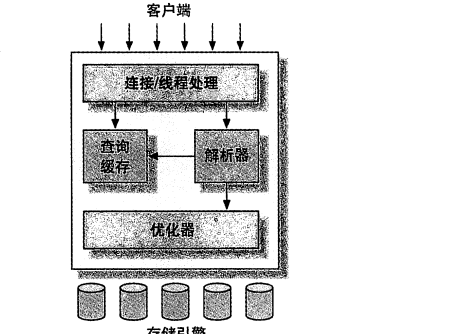 客户端
连接/线程处理
查询
缓存
解析器
优化器
存储引擎